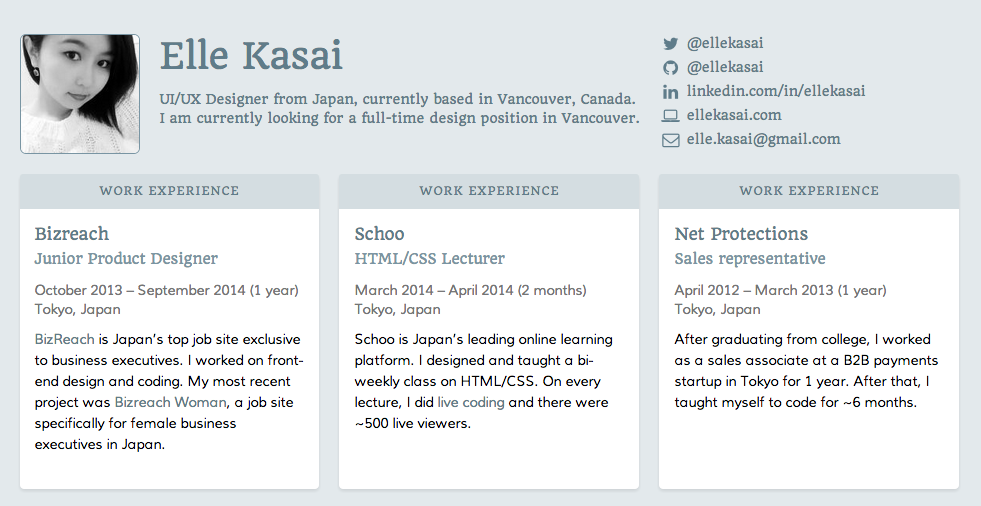 Elle Kasai
UI/UX Designer from Japan, currently based in Vancouver, Canada.
I am currently looking for a full-time design position in Vancouver.
@ellekasai
@ellekasai
linkedin.com/in/ellekasai
ellekasai.com
elle.kasai@gmail.com
WORK EXPERIENCE
Bizreach
Junior Product Designer
October 2013 – September 2014 (1 year)
Tokyo, Japan
BizReach is Japan's top job site exclusive
to business executives. I worked on front-
end design and coding. My most recent
project was Bizreach Woman, a job site
specifically for female business
executives in Japan.
WORK EXPERIENCE
Schoo
HTML/CSS Lecturer
March 2014 – April 2014 (2 months)
Tokyo, Japan
Schoo is Japan's leading online learning
platform. I designed and taught a bi-
weekly class on HTML/CSS. On every
lecture, I did live coding and there were
~500 live viewers.
WORK EXPERIENCE
Net Protections
Sales representative
April 2012 – March 2013 (1 year)
Tokyo, Japan
After graduating from college, I worked
as a sales associate at a B2B payments
startup in Tokyo for 1 year. After that, I
taught myself to code for ~6 months.